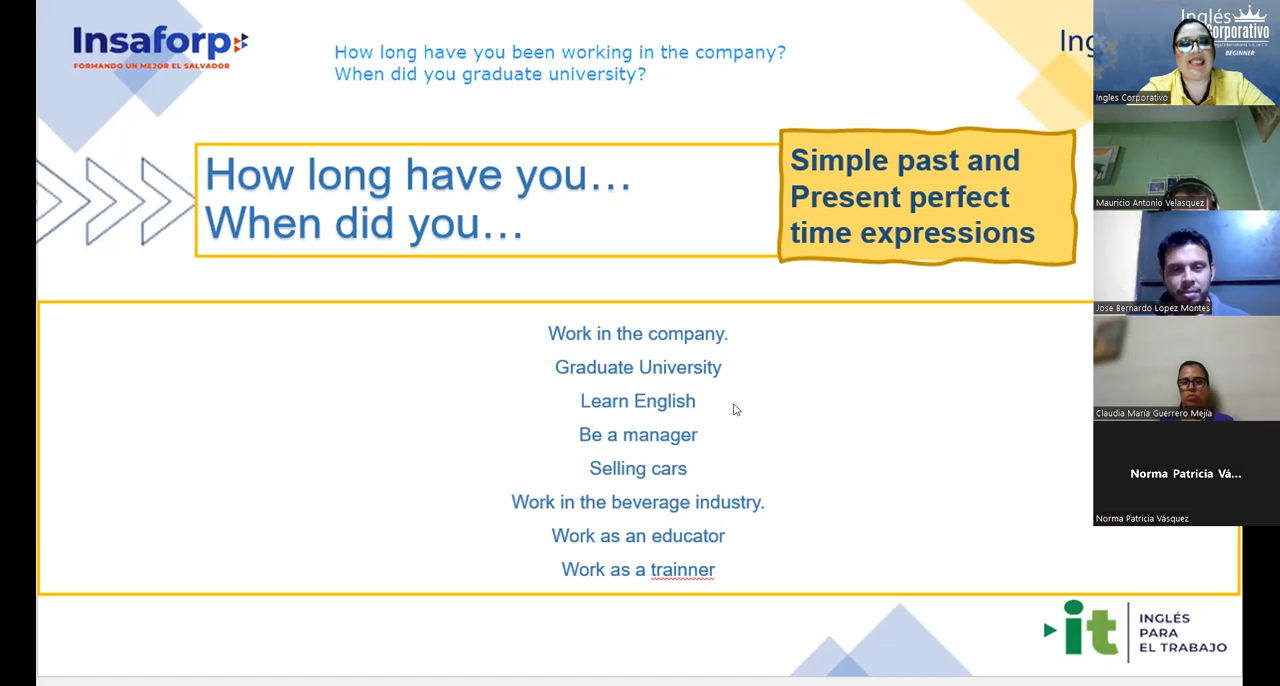 Insaforp
FORMANDO UN MEJOR EL SALVADOR
How long have you been working in the company?
When did you graduate university?
Ing
How long have you…
When did you…
Simple past and
Present perfect
time expressions
Work in the company.
Graduate University
Learn English
Be a manager
Selling cars
Work in the beverage industry.
Work as an educator
Work as a trainner
it
INGLÉS
PARA
EL TRABAJO
Inglés
Corporativo
BEGINNER
Ingles Corporativo
Mauricio Antonio Velasquez
Jose Bernardo Lopez Montes
Claudia María Guerrero Mejía
Norma Patricia Vá...
Norma Patricia Vásquez